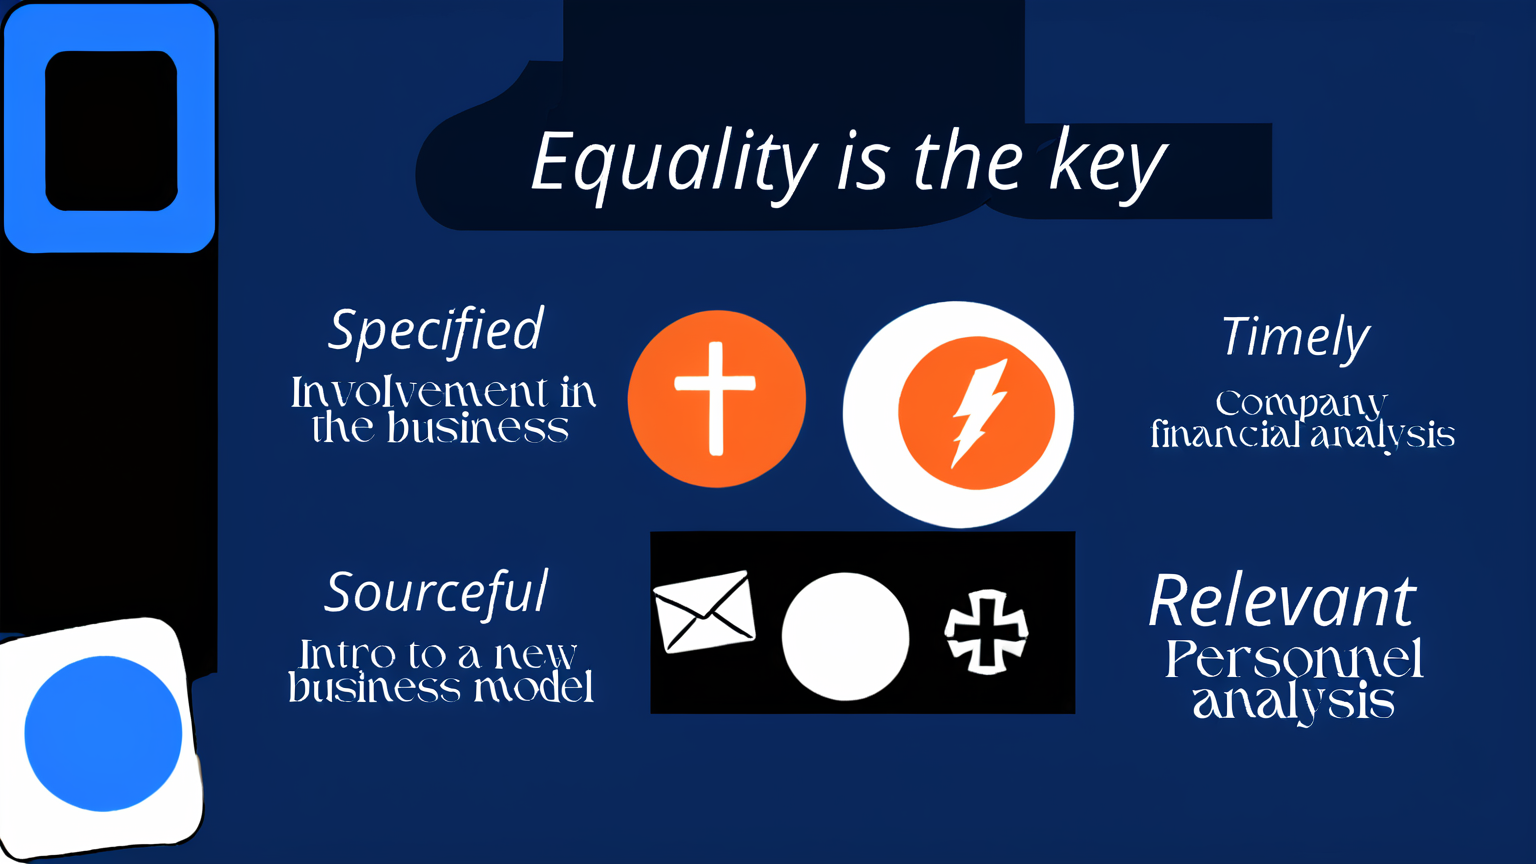 Equality is the key
Specified
Involvement in
the business
Timely
Company
financial analysis
Sourceful
Intro to a new
business model
Relevant
Personnel
analysis